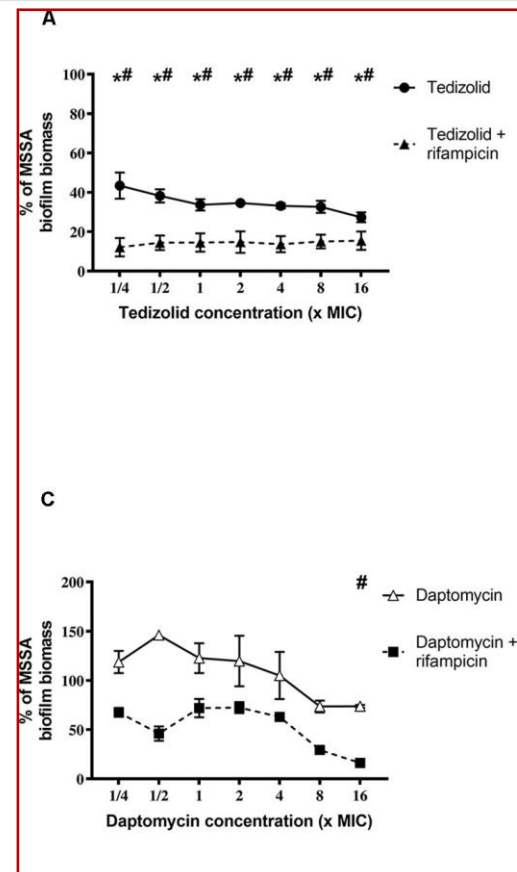 A
*# *# *# *# *# *# *#
100
80
60
40
20
0
% of MSSA
biofilm biomass
1/4 1/2 1 2 4 8 16
Tedizolid concentration (x MIC)
Tedizolid
Tedizolid +
rifampicin
C
#
200
150
100
50
0
% of MSSA
biofilm biomass
1/4 1/2 1 2 4 8 16
Daptomycin concentration (x MIC)
Daptomycin
Daptomycin +
rifampicin